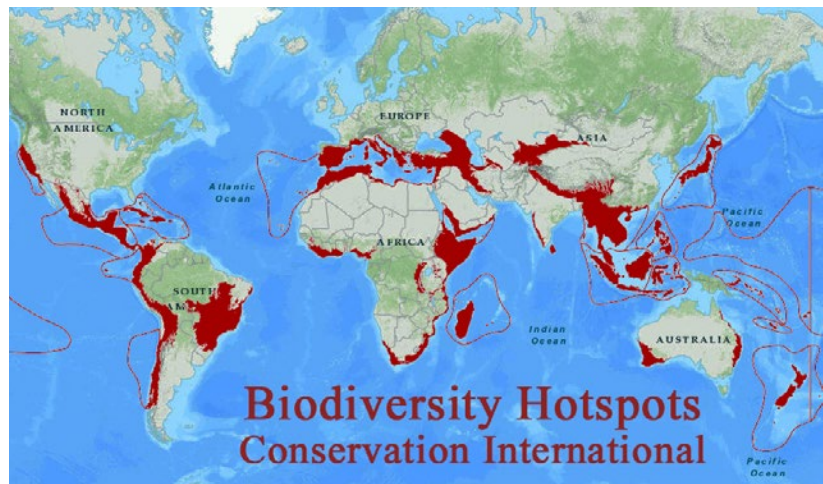 NORTH
AMERICA
EUROPE
ASIA
Atlantic
Ocean
Pacific
Ocean
AFRICA
SOUTH
AM
Indian
Ocean
AUSTRALIA
Biodiversity Hotspots
Conservation International
Pacific
Ocean